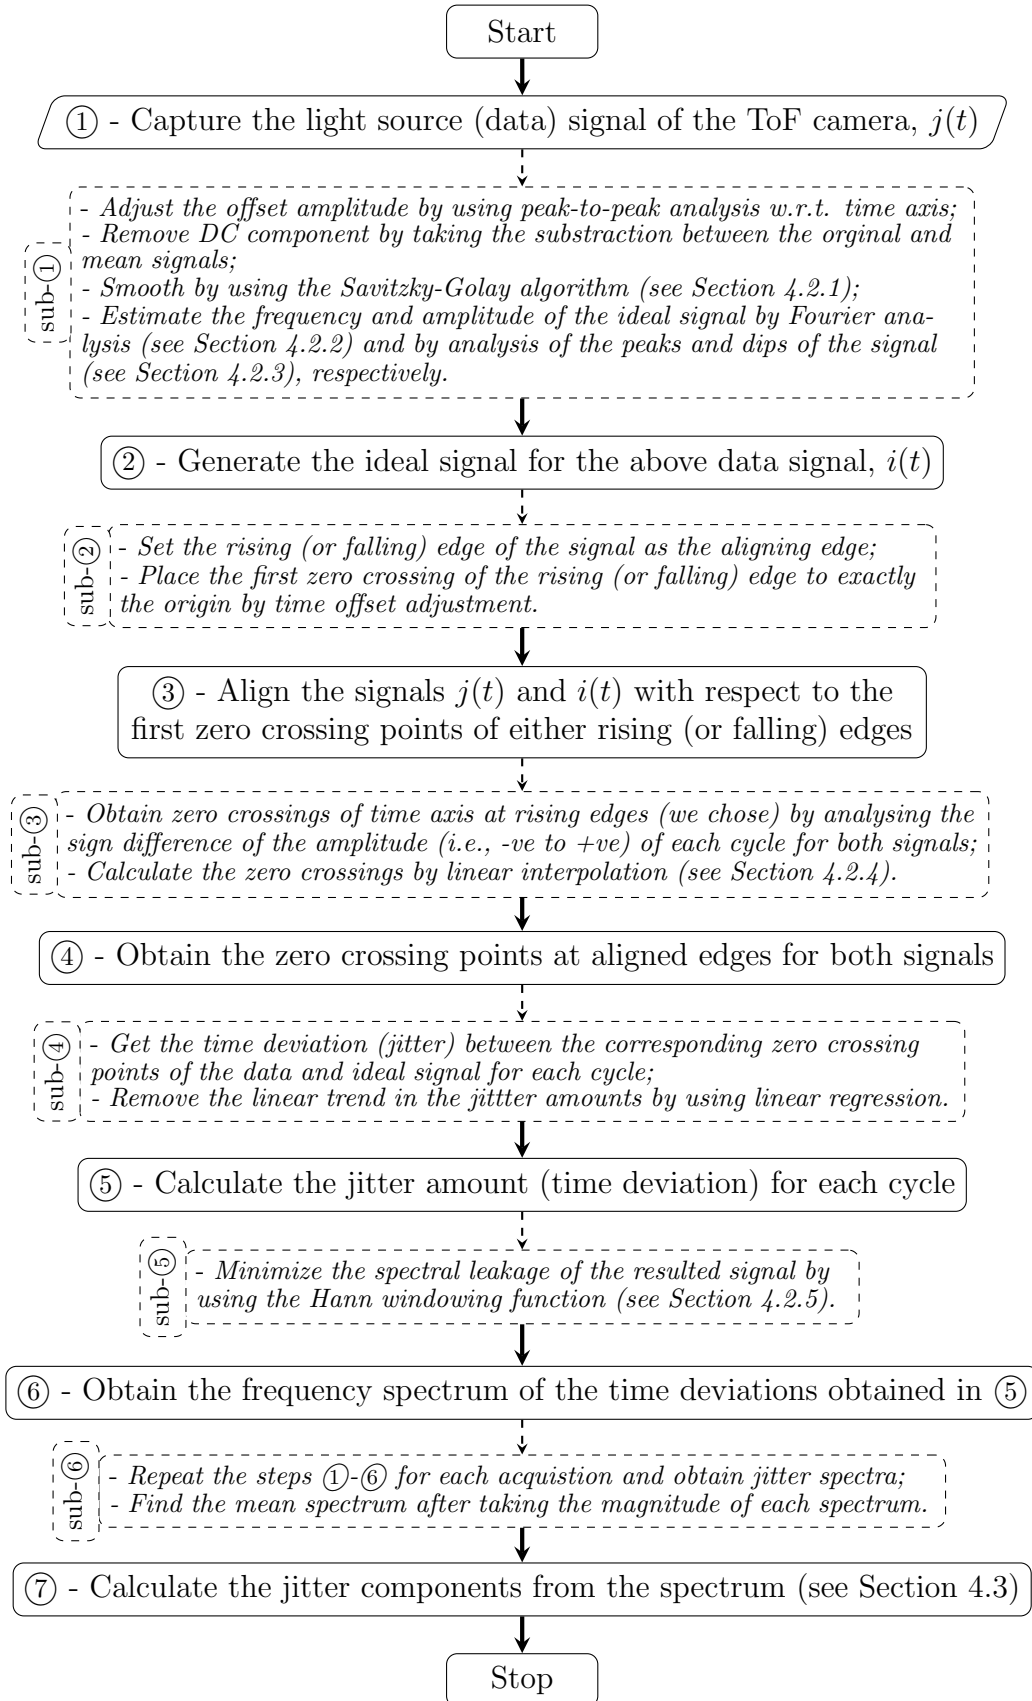 Start
① - Capture the light source (data) signal of the ToF camera, j(t)
sub-①
- Adjust the offset amplitude by using peak-to-peak analysis w.r.t. time axis;
- Remove DC component by taking the substraction between the orginal and
mean signals;
- Smooth by using the Savitzky-Golay algorithm (see Section 4.2.1);
- Estimate the frequency and amplitude of the ideal signal by Fourier ana-
lysis (see Section 4.2.2) and by analysis of the peaks and dips of the signal
(see Section 4.2.3), respectively.
② - Generate the ideal signal for the above data signal, i(t)
sub-②
- Set the rising (or falling) edge of the signal as the aligning edge;
- Place the first zero crossing of the rising (or falling) edge to exactly
the origin by time offset adjustment.
③ - Align the signals j(t) and i(t) with respect to the
first zero crossing points of either rising (or falling) edges
sub-③
- Obtain zero crossings of time axis at rising edges (we chose) by analysing the
sign difference of the amplitude (i.e., -ve to +ve) of each cycle for both signals;
- Calculate the zero crossings by linear interpolation (see Section 4.2.4).
④ - Obtain the zero crossing points at aligned edges for both signals
sub-④
- Get the time deviation (jitter) between the corresponding zero crossing
points of the data and ideal signal for each cycle;
- Remove the linear trend in the jittter amounts by using linear regression.
⑤ - Calculate the jitter amount (time deviation) for each cycle
sub-⑤
- Minimize the spectral leakage of the resulted signal by
using the Hann windowing function (see Section 4.2.5).
⑥ - Obtain the frequency spectrum of the time deviations obtained in ⑤
sub-⑥
- Repeat the steps ①-⑥ for each acquistion and obtain jitter spectra;
- Find the mean spectrum after taking the magnitude of each spectrum.
⑦ - Calculate the jitter components from the spectrum (see Section 4.3)
Stop